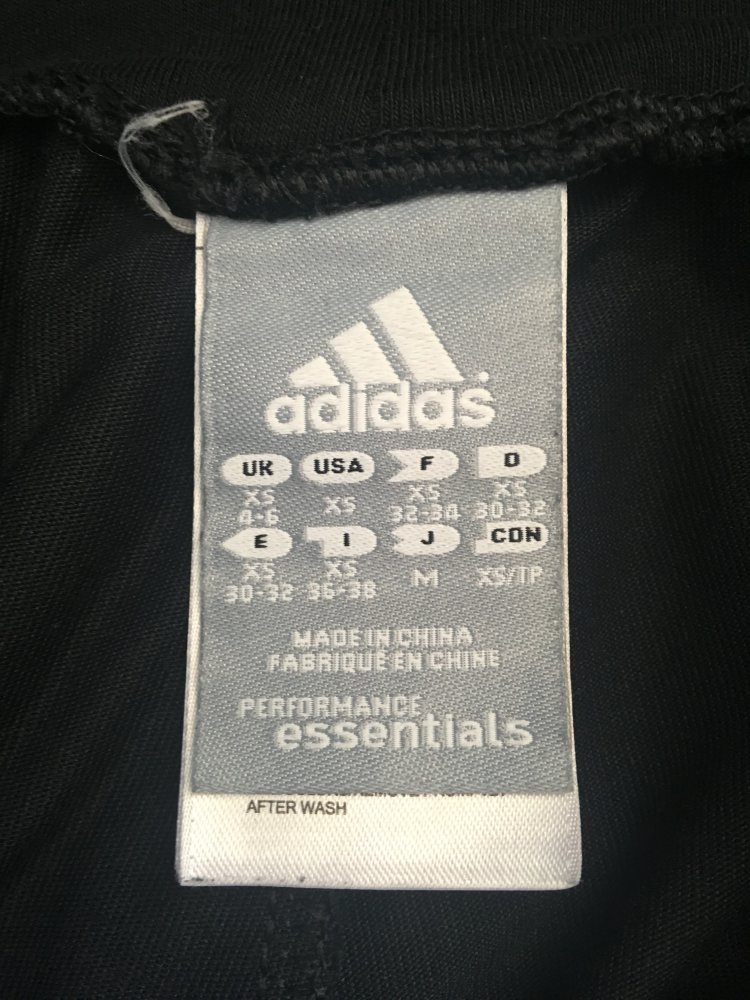 adidas
UK USA F D
XS XS XS XS
4-6 32-34 30-32
E I J CDN
XS XS M XS/TP
30-32 36-38
MADE IN CHINA
FABRIQUÉ EN CHINE
PERFORMANCE
essentials
AFTER WASH